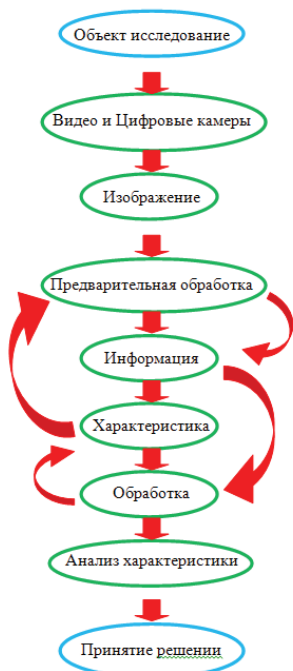 Объект исследование
Видео и Цифровые камеры
Изображение
Предварительная обработка
Информация
Характеристика
Обработка
Анализ характеристики
Принятие решении